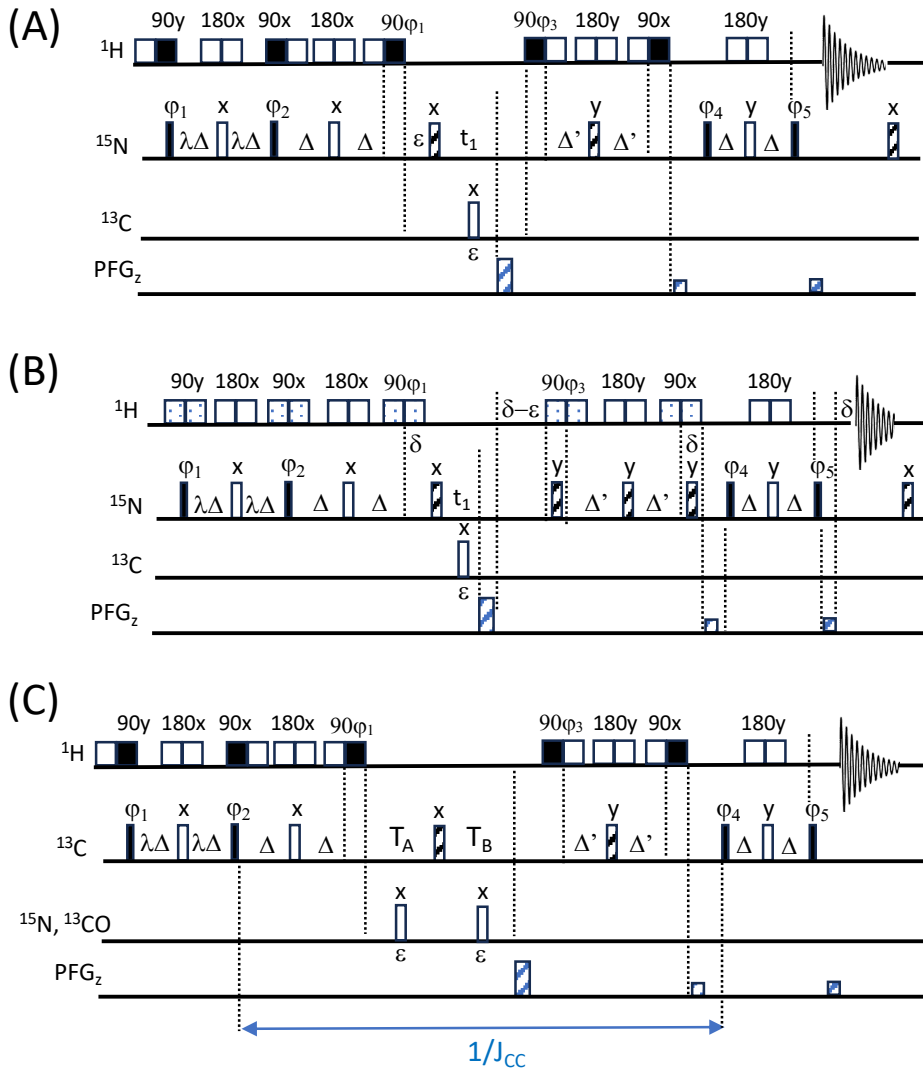 (A)
90y 180x 90x 180x 90φ1 90φ3 180y 90x 180y
1H
φ1 x φ2 x x y φ4 y φ5 x
15N λΔ λΔ Δ Δ ε t1 Δ' Δ' Δ Δ
x
13C
ε
PFGz
(B)
90y 180x 90x 180x 90φ1 90φ3 180y 90x 180y
1H δ−ε δ
δ δ
φ1 x φ2 x x y y y φ4 y φ5 x
15N λΔ λΔ Δ Δ t1 Δ' Δ' Δ Δ
x
13C
ε
PFGz
(C)
90y 180x 90x 180x 90φ1 90φ3 180y 90x 180y
1H
φ1 x φ2 x x y φ4 y φ5
13C λΔ λΔ Δ Δ TA TB Δ' Δ' Δ Δ
x x
15N, 13CO
ε ε
PFGz
1/JCC